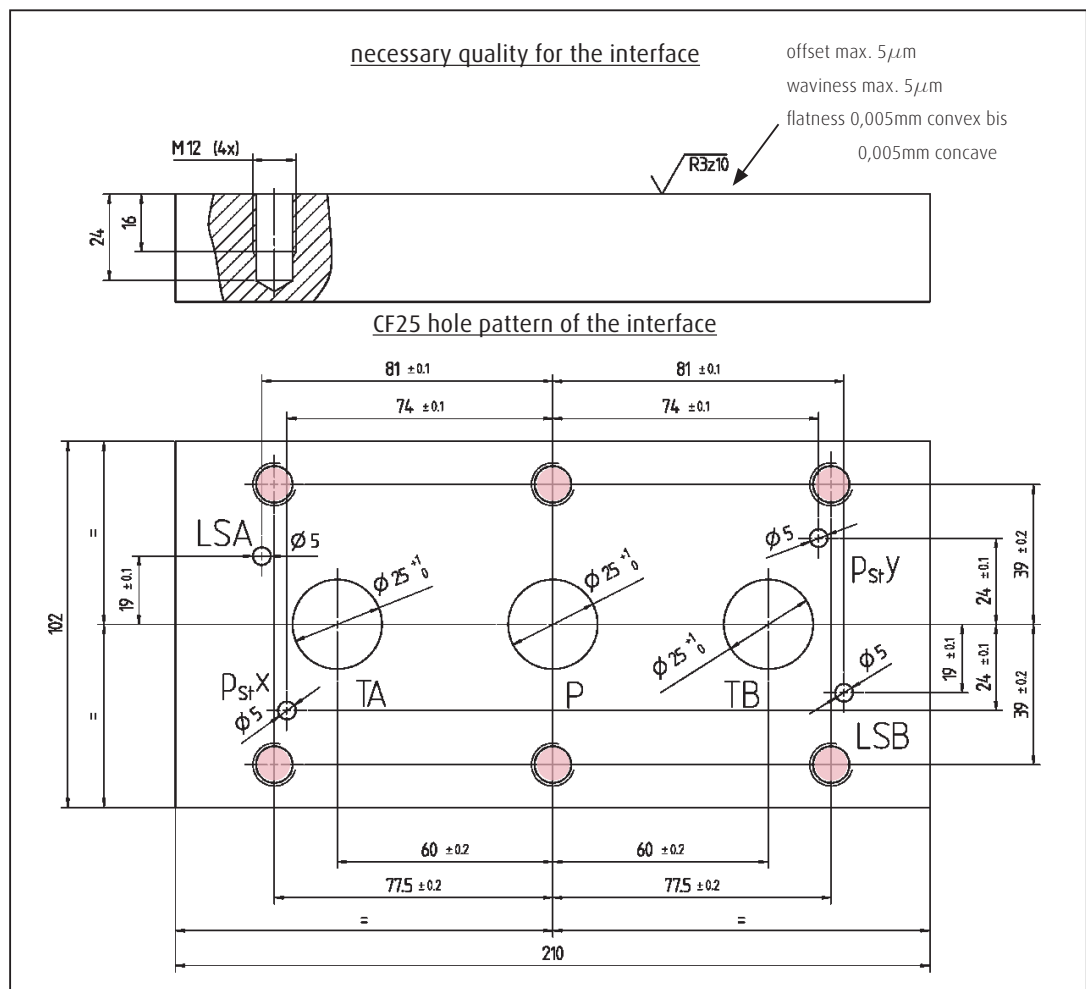 necessary quality for the interface
offset max. 5μm
waviness max. 5μm
flatness 0,005mm convex bis
0,005mm concave
M12 (4x)
R3z10
24
16
CF25 hole pattern of the interface
81 ±0.1
81 ±0.1
74 ±0.1
74 ±0.1
LSA
Ø5
Ø5
pSty
19 ±0.1
=
102
=
Ø25 +1 0
Ø25 +1 0
Ø25 +1 0
24 ±0.1
39 ±0.2
pStx
Ø5
TA
P
TB
Ø5
LSB
19 ±0.1
24 ±0.1
39 ±0.2
60 ±0.2
60 ±0.2
77.5 ±0.2
77.5 ±0.2
=
=
210